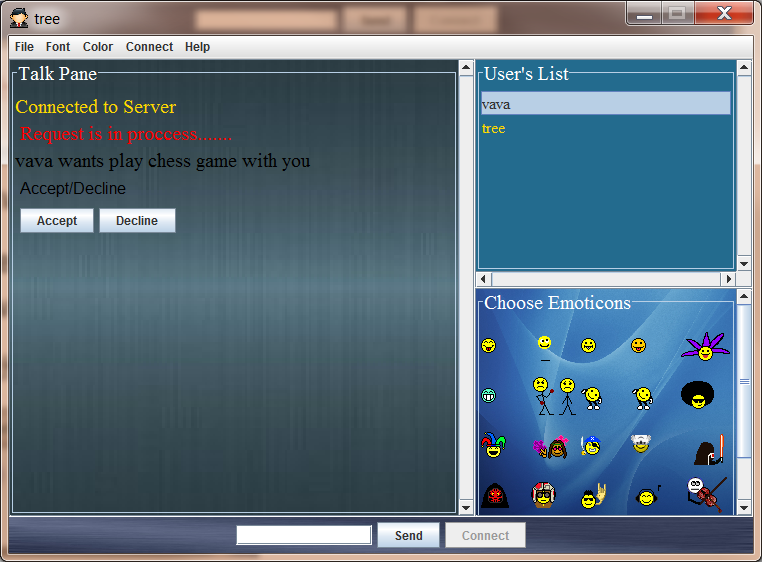 tree
File Font Color Connect Help
Talk Pane
Connected to Server
Request is in proccess.......
vava wants play chess game with you
Accept/Decline
Accept Decline
User's List
vava
tree
Choose Emoticons
Send Connect